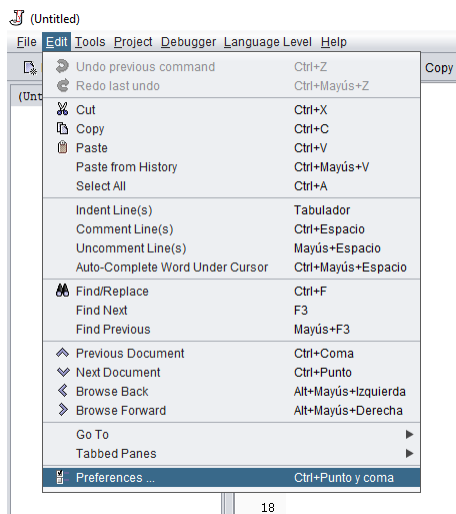 (Untitled)
File Edit Tools Project Debugger Language Level Help
Copy
(Unt
Undo previous command Ctrl+Z
Redo last undo Ctrl+Mayús+Z
Cut Ctrl+X
Copy Ctrl+C
Paste Ctrl+V
Paste from History Ctrl+Mayús+V
Select All Ctrl+A
Indent Line(s) Tabulador
Comment Line(s) Ctrl+Espacio
Uncomment Line(s) Mayús+Espacio
Auto-Complete Word Under Cursor Ctrl+Mayús+Espacio
Find/Replace Ctrl+F
Find Next F3
Find Previous Mayús+F3
Previous Document Ctrl+Coma
Next Document Ctrl+Punto
Browse Back Alt+Mayús+Izquierda
Browse Forward Alt+Mayús+Derecha
Go To
Tabbed Panes
Preferences ... Ctrl+Punto y coma
18